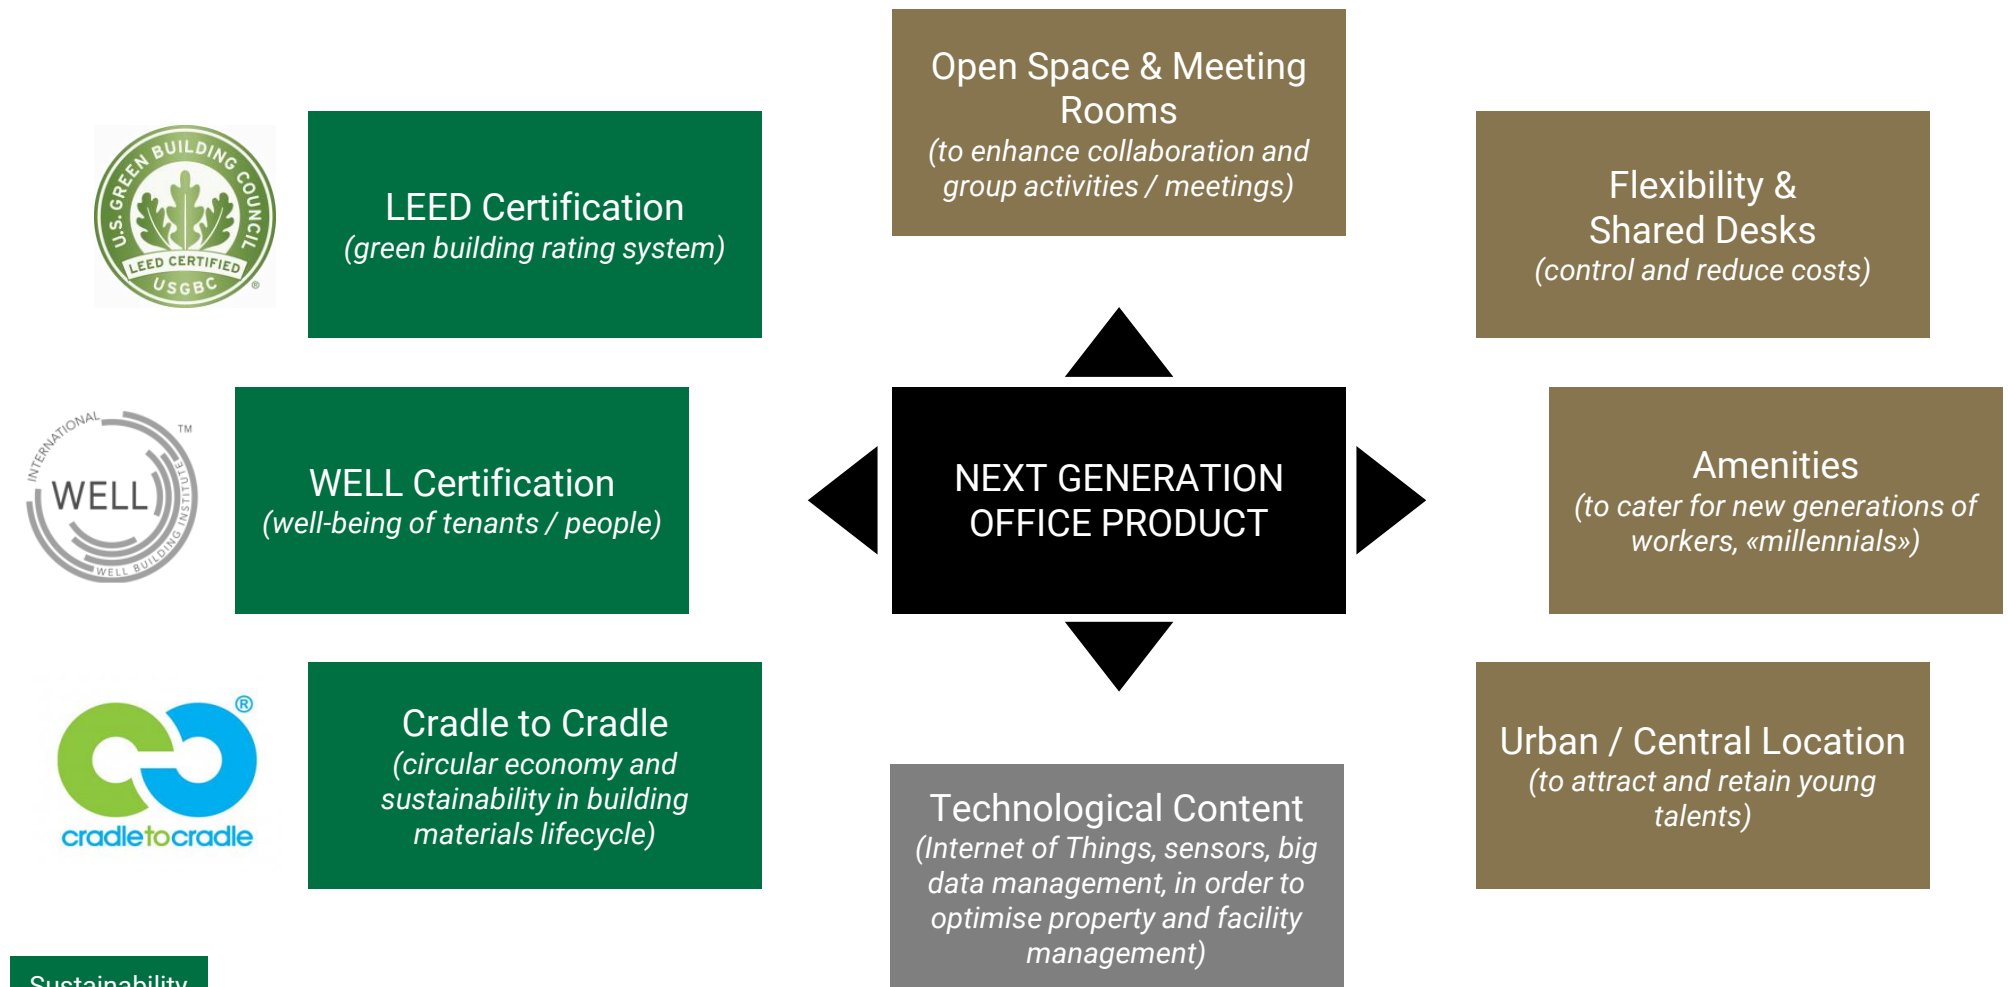 Open Space & Meeting
Rooms
(to enhance collaboration and
group activities / meetings)
U.S. GREEN BUILDING COUNCIL
LEED CERTIFIED
USGBC
®
LEED Certification
(green building rating system)
Flexibility &
Shared Desks
(control and reduce costs)
INTERNATIONAL
WELL
TM
WELL BUILDING INSTITUTE
WELL Certification
(well-being of tenants / people)
NEXT GENERATION
OFFICE PRODUCT
Amenities
(to cater for new generations of
workers, «millennials»)
®
cradletocradle
Cradle to Cradle
(circular economy and
sustainability in building
materials lifecycle)
Technological Content
(Internet of Things, sensors, big
data management, in order to
optimise property and facility
management)
Urban / Central Location
(to attract and retain young
talents)
Sustainability